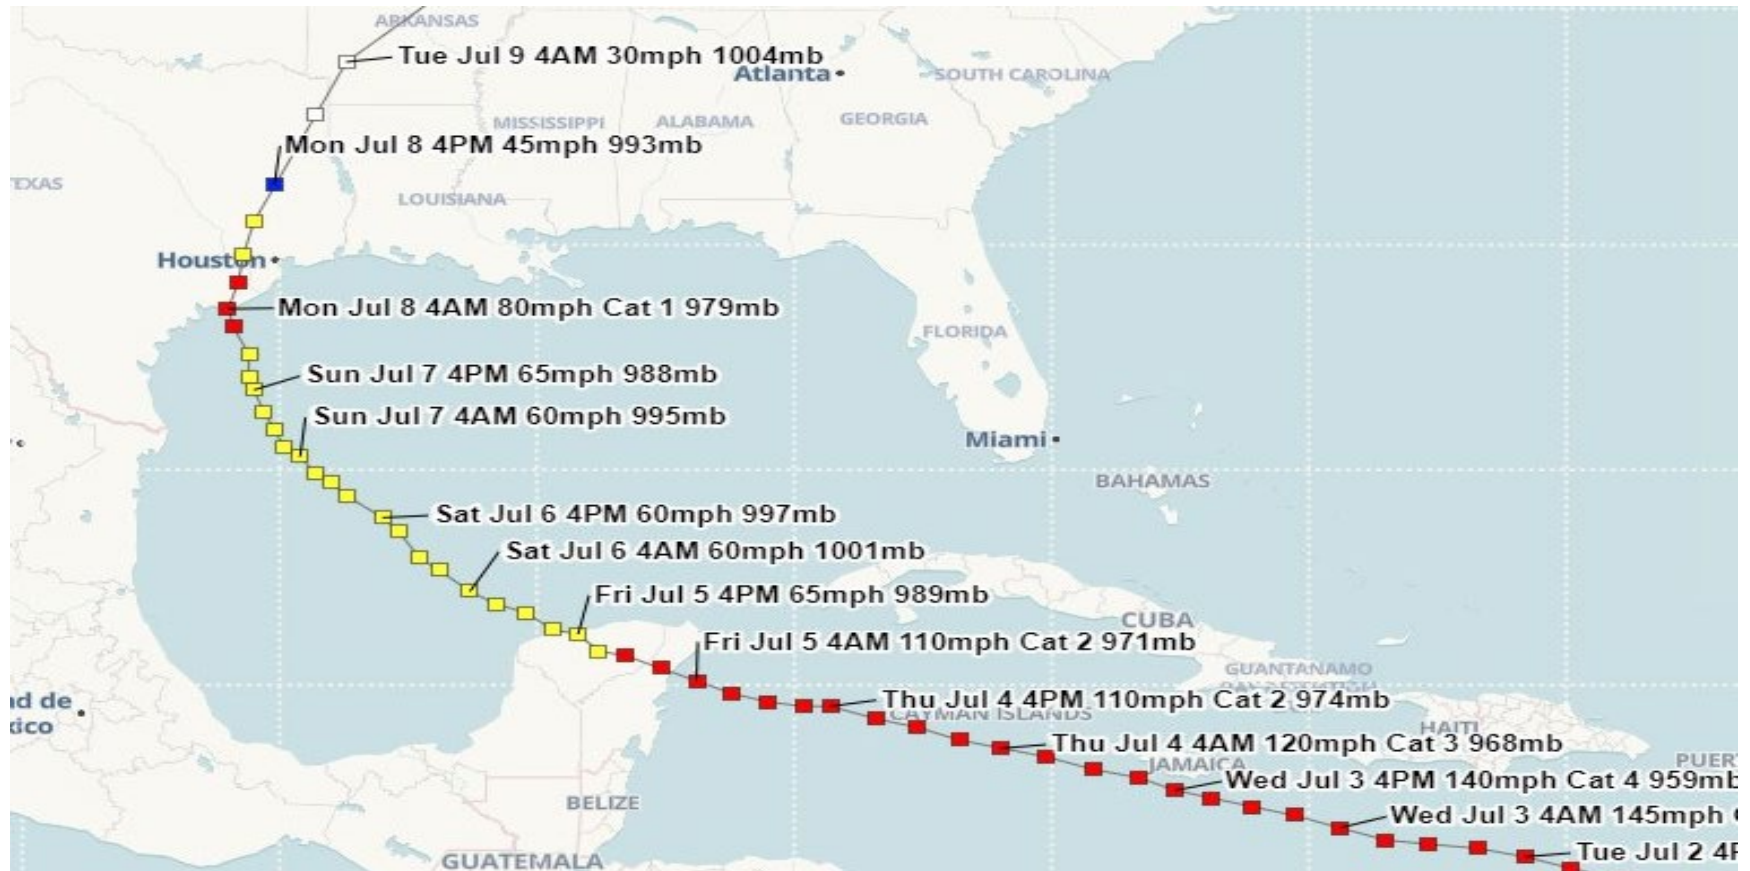 ARKANSAS
Tue Jul 9 4AM 30mph 1004mb
Atlanta
SOUTH CAROLINA
MISSISSIPPI
ALABAMA
GEORGIA
Mon Jul 8 4PM 45mph 993mb
LOUISIANA
Houston
Mon Jul 8 4AM 80mph Cat 1 979mb
FLORIDA
Sun Jul 7 4PM 65mph 988mb
Sun Jul 7 4AM 60mph 995mb
Miami
BAHAMAS
Sat Jul 6 4PM 60mph 997mb
Sat Jul 6 4AM 60mph 1001mb
Fri Jul 5 4PM 65mph 989mb
CUBA
Fri Jul 5 4AM 110mph Cat 2 971mb
GUANTANAMO
Thu Jul 4 4PM 110mph Cat 2 974mb
CAYMAN ISLANDS
HAITI
Thu Jul 4 4AM 120mph Cat 3 968mb
JAMAICA
Wed Jul 3 4PM 140mph Cat 4 959mb
BELIZE
Wed Jul 3 4AM 145mph
Tue Jul 2
GUATEMALA